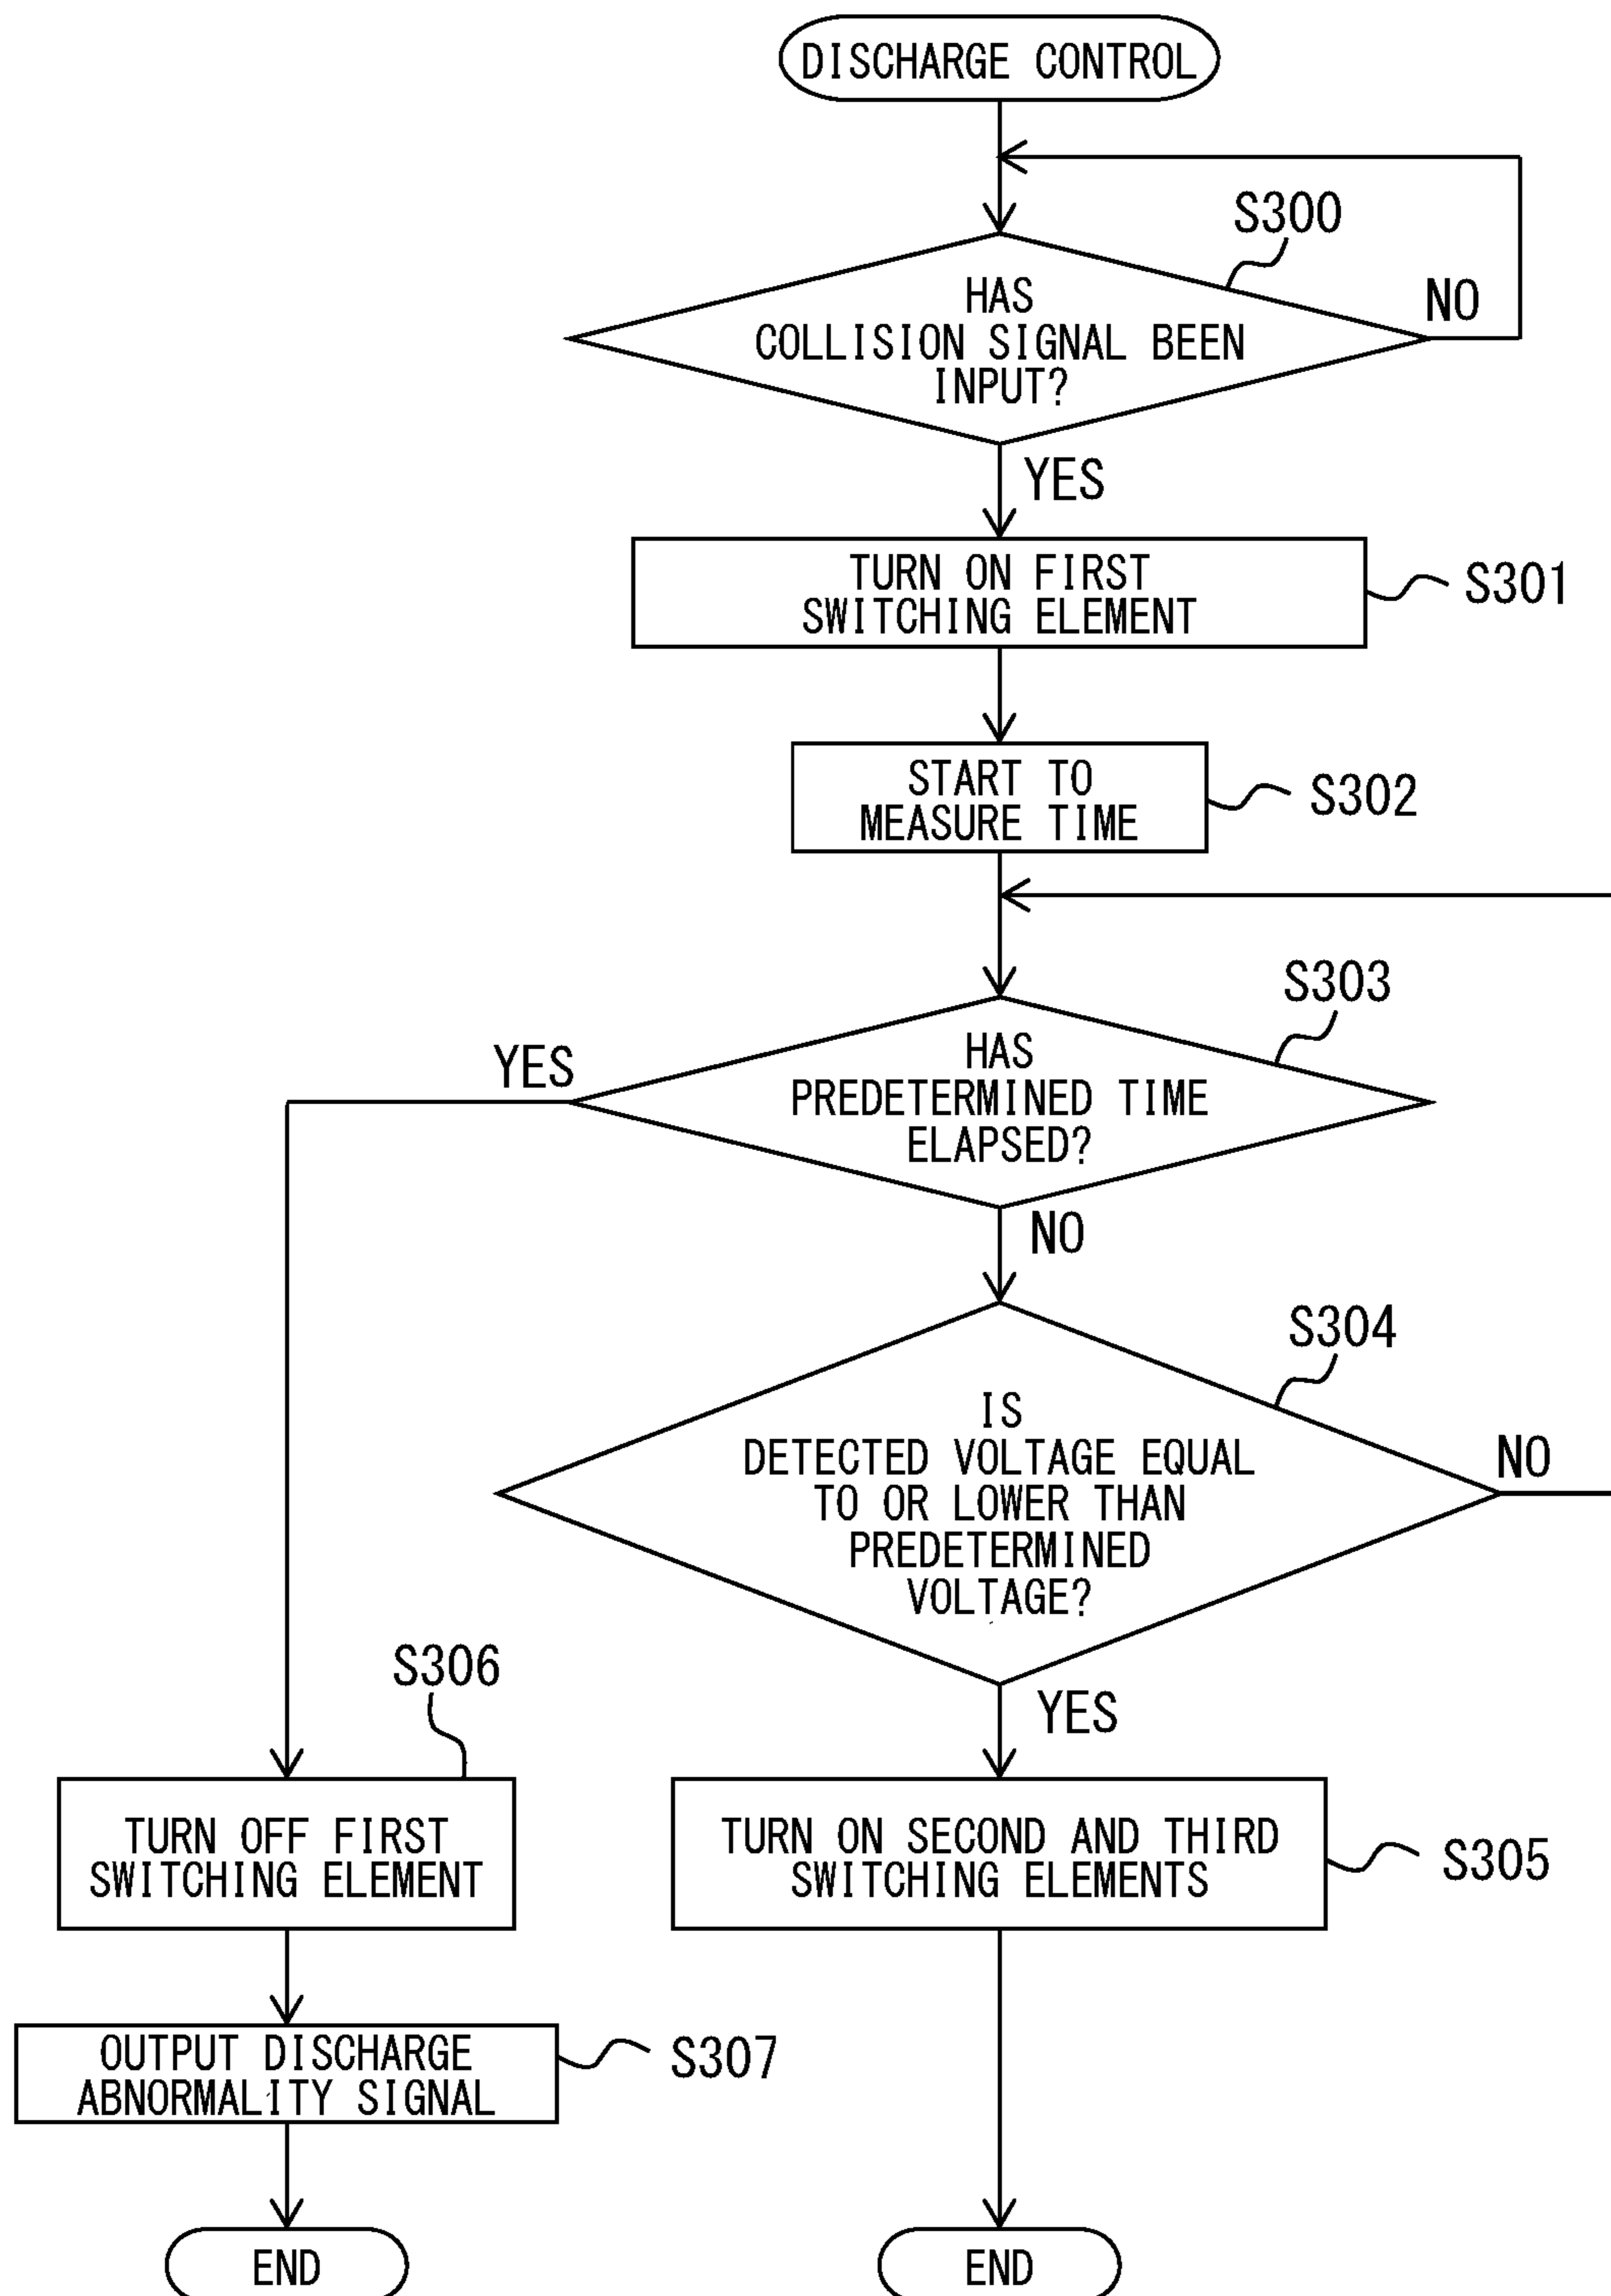 DISCHARGE CONTROL
S300
HAS
COLLISION SIGNAL BEEN
INPUT?
NO
YES
TURN ON FIRST
SWITCHING ELEMENT
S301
START TO
MEASURE TIME
S302
S303
HAS
PREDETERMINED TIME
ELAPSED?
YES
NO
S304
IS
DETECTED VOLTAGE EQUAL
TO OR LOWER THAN
PREDETERMINED
VOLTAGE?
NO
YES
S306
TURN OFF FIRST
SWITCHING ELEMENT
TURN ON SECOND AND THIRD
SWITCHING ELEMENTS
S305
OUTPUT DISCHARGE
ABNORMALITY SIGNAL
S307
END
END